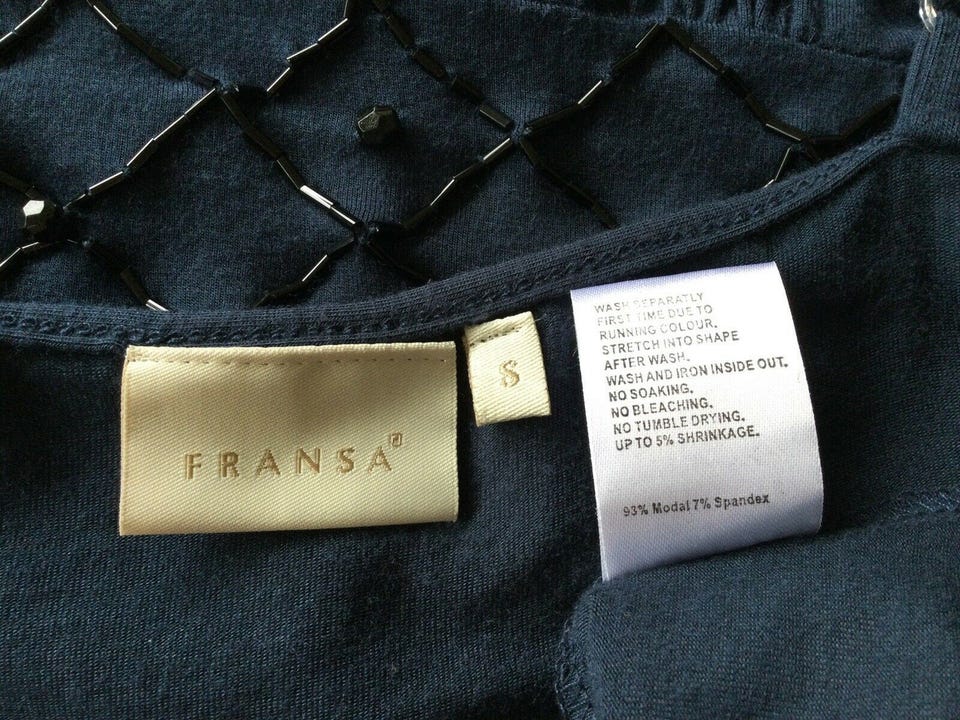 FRANSA
S
WASH SEPARATLY
FIRST TIME DUE TO
RUNNING COLOUR.
STRETCH INTO SHAPE
AFTER WASH.
WASH AND IRON INSIDE OUT.
NO SOAKING.
NO BLEACHING.
NO TUMBLE DRYING.
UP TO 5% SHRINKAGE.
93% Modal 7% Spandex